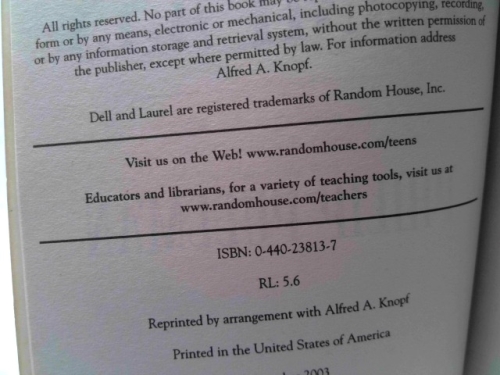 All rights reserved. No part of this book may be
form or by any means, electronic or mechanical, including photocopying, recording,
or by any information storage and retrieval system, without the written permission of
the publisher, except where permitted by law. For information address
Alfred A. Knopf.
Dell and Laurel are registered trademarks of Random House, Inc.
Visit us on the Web! www.randomhouse.com/teens
Educators and librarians, for a variety of teaching tools, visit us at
www.randomhouse.com/teachers
ISBN: 0-440-23813-7
RL: 5.6
Reprinted by arrangement with Alfred A. Knopf
Printed in the United States of America
2003